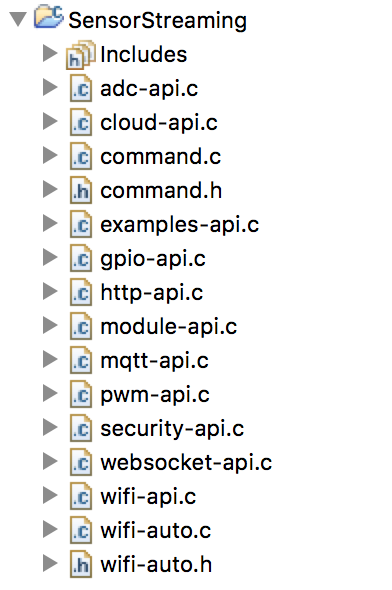 SensorStreaming
Includes
adc-api.c
cloud-api.c
command.c
command.h
examples-api.c
gpio-api.c
http-api.c
module-api.c
mqtt-api.c
pwm-api.c
security-api.c
websocket-api.c
wifi-api.c
wifi-auto.c
wifi-auto.h